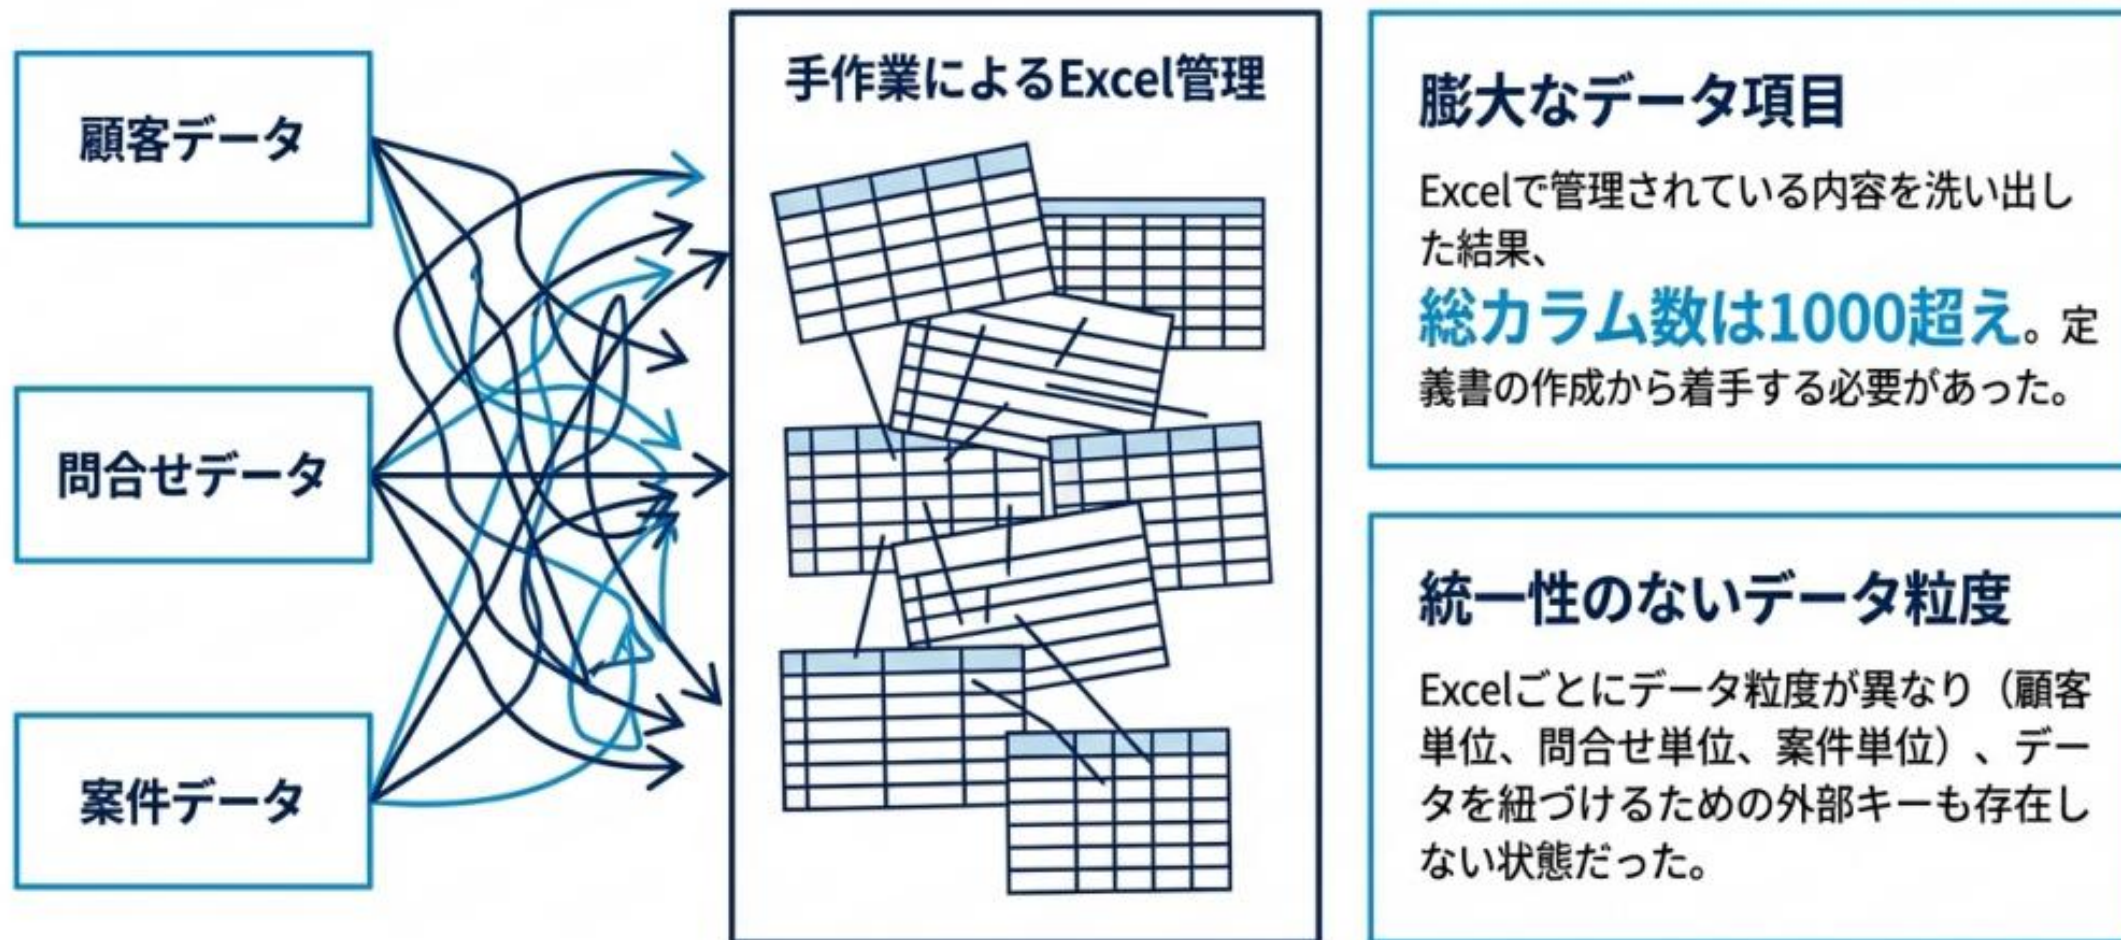 顧客データ
問合せデータ
案件データ
手作業によるExcel管理
膨大なデータ項目
Excelで管理されている内容を洗い出し
た結果、
総カラム数は1000超え。定
義書の作成から着手する必要があった。
統一性のないデータ粒度
Excelごとにデータ粒度が異なり（顧客
単位、問合せ単位、案件単位）、デー
タを紐づけるための外部キーも存在し
ない状態だった。